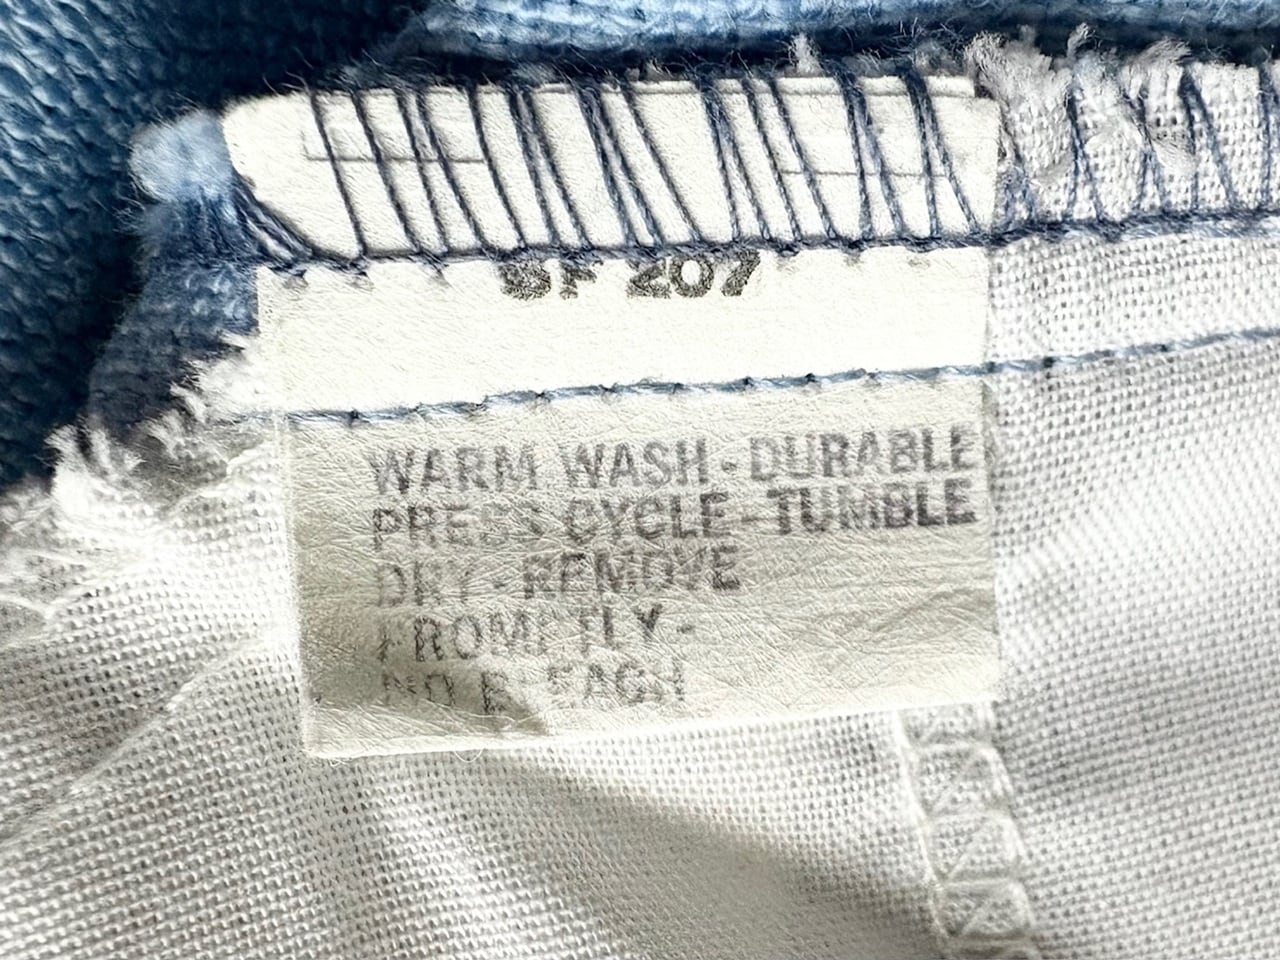 SF 207
WARM WASH - DURABLE
PRESS CYCLE - TUMBLE
DRY - REMOVE
PROMPTLY -
NO BLEACH